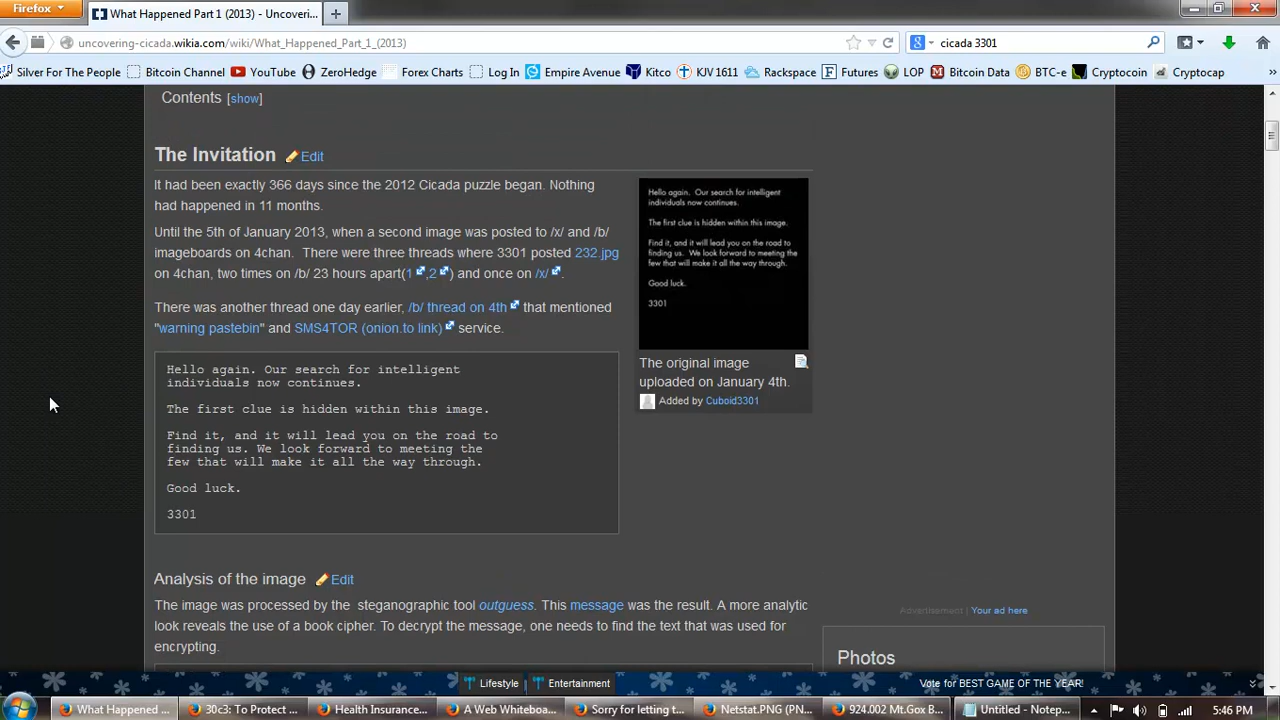 Firefox
What Happened Part 1 (2013) - Uncoveri...
uncovering-cicada.wikia.com/wiki/What_Happened_Part_1_(2013)
cicada 3301
Silver For The People Bitcoin Channel YouTube ZeroHedge Forex Charts Log In Empire Avenue Kitco KJV 1611 Rackspace Futures LOP Bitcoin Data BTC-e Cryptocoin Cryptocap
Contents [show]
The Invitation Edit
It had been exactly 366 days since the 2012 Cicada puzzle began. Nothing
had happened in 11 months.
Until the 5th of January 2013, when a second image was posted to /x/ and /b/
imageboards on 4chan. There were three threads where 3301 posted 232.jpg
on 4chan, two times on /b/ 23 hours apart(1 ,2 ) and once on /x/ .
There was another thread one day earlier, /b/ thread on 4th that mentioned
"warning pastebin" and SMS4TOR (onion.to link) service.
Hello again. Our search for intelligent
individuals now continues.
The first clue is hidden within this image.
Find it, and it will lead you on the road to
finding us. We look forward to meeting the
few that will make it all the way through.
Good luck.
3301
Hello again. Our search for intelligent
individuals now continues.
The first clue is hidden within this image.
Find it, and it will lead you on the road to
finding us. We look forward to meeting the
few that will make it all the way through.
Good luck.
3301
The original image
uploaded on January 4th.
Added by Cuboid3301
Analysis of the image Edit
The image was processed by the steganographic tool outguess. This message was the result. A more analytic
look reveals the use of a book cipher. To decrypt the message, one needs to find the text that was used for
encrypting.
Advertisement | Your ad here
Photos
Lifestyle Entertainment Vote for BEST GAME OF THE YEAR!
What Happened ... 30c3: To Protect ... Health Insurance... A Web Whiteboa... Sorry for letting t... Netstat.PNG (PN... 924.002 Mt.Gox B... Untitled - Notep... 5:46 PM